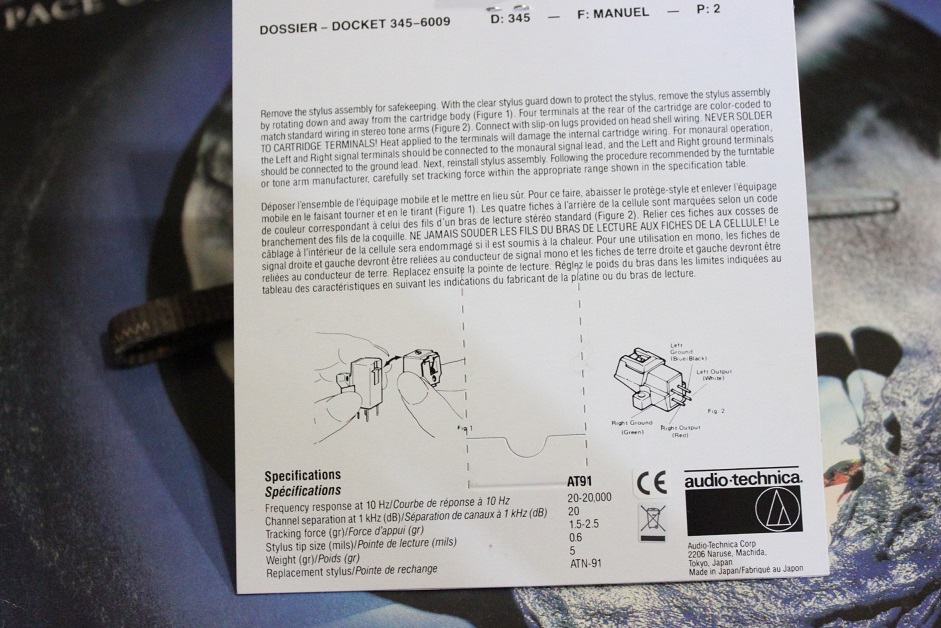 PACE
DOSSIER – DOCKET 345-6009 D: 345 — F: MANUEL — P: 2
Remove the stylus assembly for safekeeping. With the clear stylus guard down to protect the stylus, remove the stylus assembly
by rotating down and away from the cartridge body (Figure 1). Four terminals at the rear of the cartridge are color-coded to
match standard wiring in stereo tone arms (Figure 2). Connect with slip-on lugs provided on head shell wiring. NEVER SOLDER
TO CARTRIDGE TERMINALS! Heat applied to the terminals will damage the internal cartridge wiring. For monaural operation,
the Left and Right signal terminals should be connected to the monaural signal lead, and the Left and Right ground terminals
should be connected to the ground lead. Next, reinstall stylus assembly. Following the procedure recommended by the turntable
or tone arm manufacturer, carefully set tracking force within the appropriate range shown in the specification table.
Déposer l'ensemble de l'équipage mobile et le mettre en lieu sûr. Pour ce faire, abaisser le protège-style et enlever l'équipage
mobile en le faisant tourner et en le tirant (Figure 1). Les quatre fiches à l'arrière de la cellule sont marquées selon un code
de couleur correspondant à celui des fils d'un bras de lecture stéréo standard (Figure 2). Relier ces fiches aux cosses de
branchement des fils de la coquille. NE JAMAIS SOUDER LES FILS DU BRAS DE LECTURE AUX FICHES DE LA CELLULE! Le
câblage à l'intérieur de la cellule sera endommagé si il est soumis à la chaleur. Pour une utilisation en mono, les fiches de
signal droite et gauche devront être reliées au conducteur de signal mono et les fiches de terre droite et gauche devront être
reliées au conducteur de terre. Replacez ensuite la pointe de lecture. Réglez le poids du bras dans les limites indiquées au
tableau des caractéristiques en suivant les indications du fabricant de la platine ou du bras de lecture.
Left
Ground
(Blue/Black)
Left Output
(White)
Fig. 2
Right Ground
(Green)
Right Output
(Red)
Fig. 1
Specifications
Spécifications AT91
Frequency response at 10 Hz/Courbe de réponse à 10 Hz 20-20,000
Channel separation at 1 kHz (dB)/Séparation de canaux à 1 kHz (dB) 20
Tracking force (gr)/Force d'appui (gr) 1.5-2.5
Stylus tip size (mils)/Pointe de lecture (mils) 0.6
Weight (gr)/Poids (gr) 5
Replacement stylus/Pointe de rechange ATN-91
CE
audio-technica.
Audio-Technica Corp
2206 Naruse, Machida,
Tokyo, Japan
Made in Japan/Fabriqué au Japon